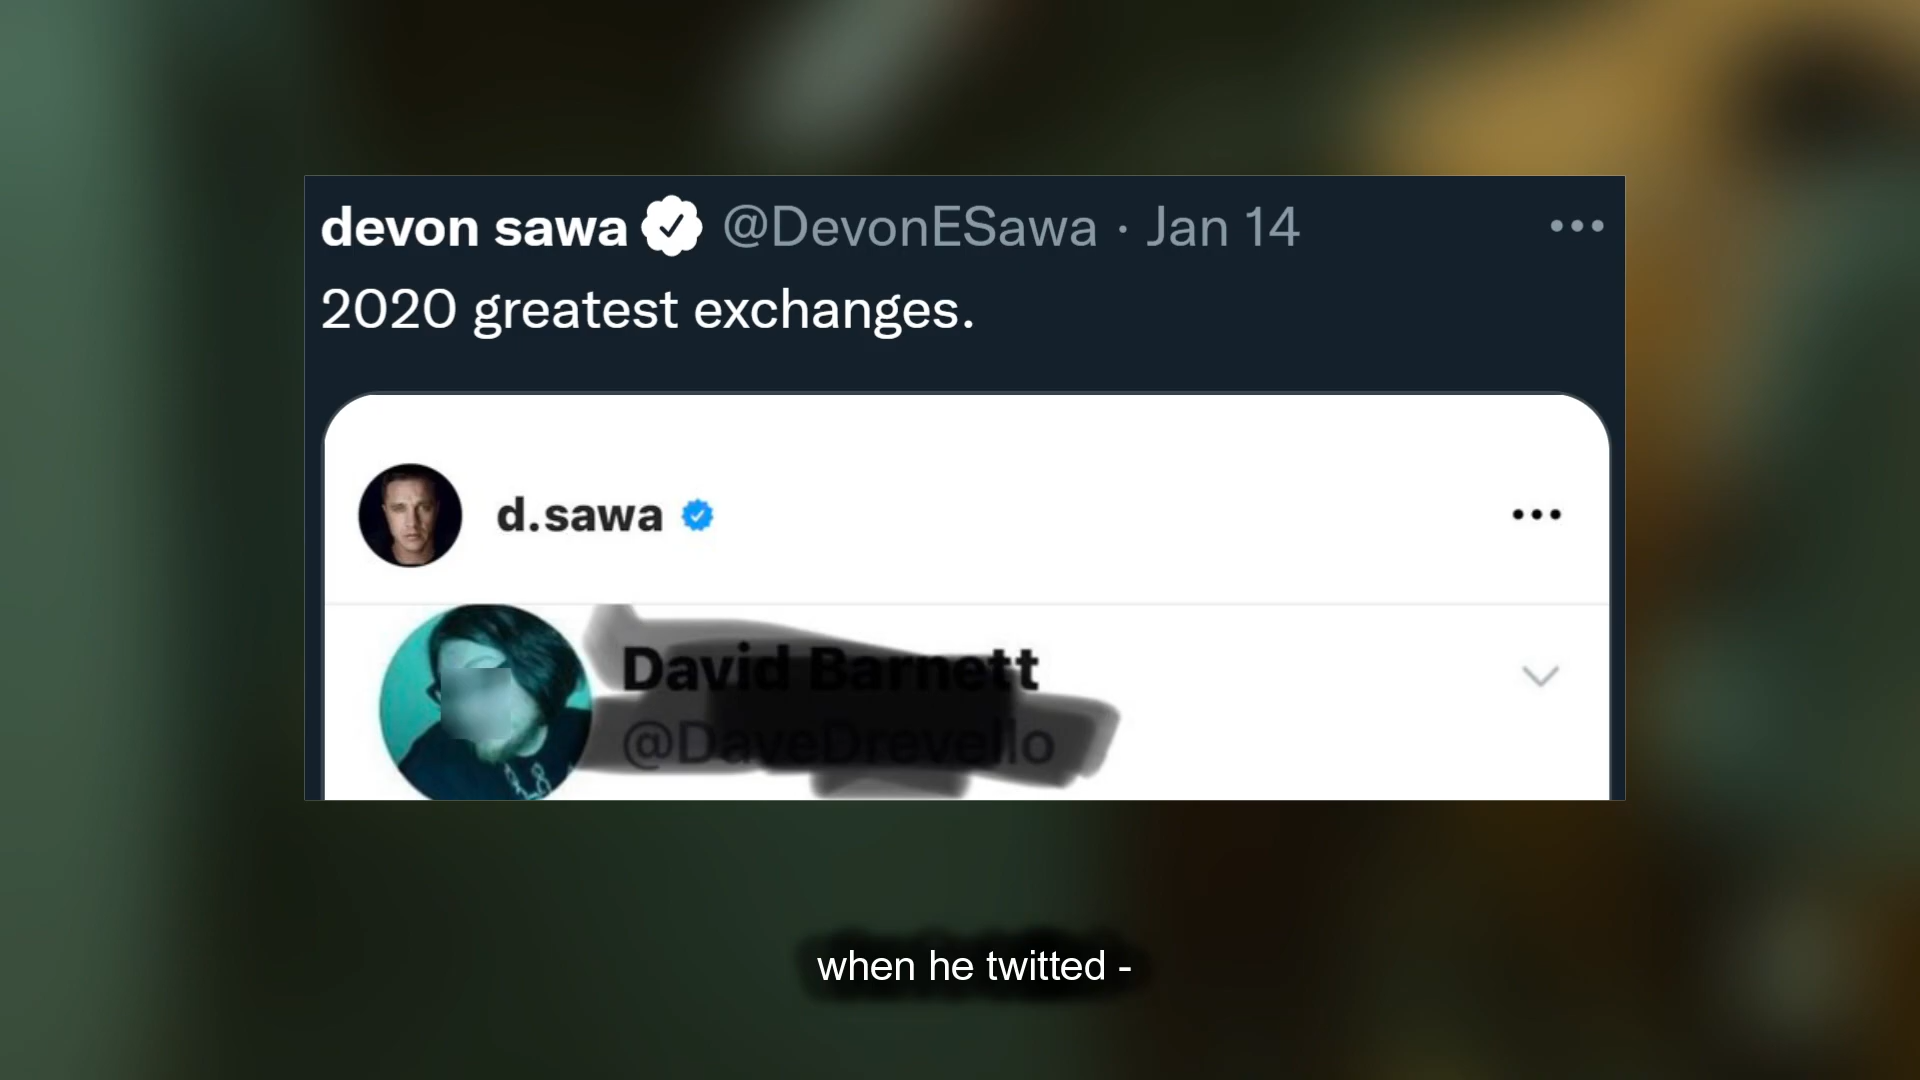 devon sawa @DevonESawa · Jan 14
2020 greatest exchanges.
d.sawa
David Barnett
@DaveDrevello
when he twitted -